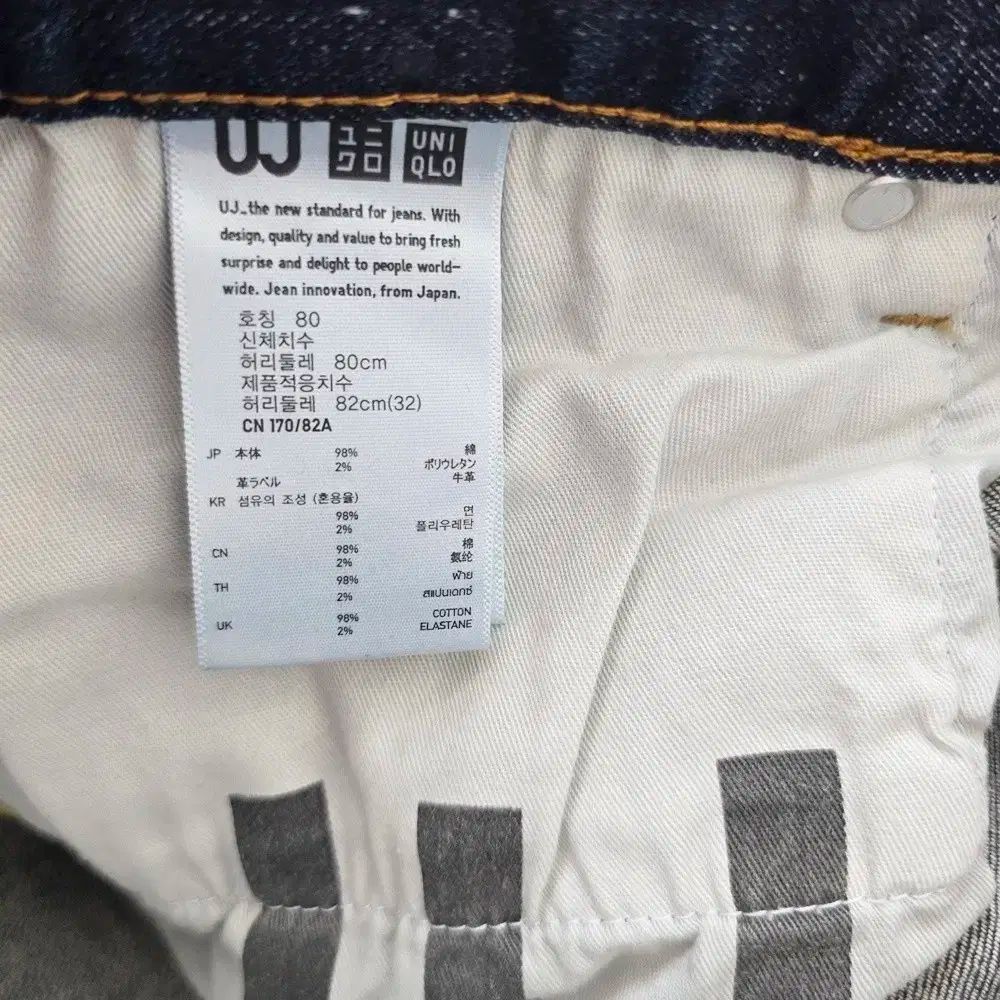 UJ ユニクロ UNIQLO
UJ_the new standard for jeans. With
design, quality and value to bring fresh
surprise and delight to people world-
wide. Jean innovation, from Japan.
호칭 80
신체치수
허리둘레 80cm
제품적응치수
허리둘레 82cm(32)
CN 170/82A
JP 本体 98% 綿
2% ポリウレタン
革ラベル 牛革
KR 섬유의 조성 (혼용율)
98% 면
2% 폴리우레탄
CN 98% 棉
2% 氨纶
TH 98% ฝ้าย
2% สแปนเดกซ์
UK 98% COTTON
2% ELASTANE